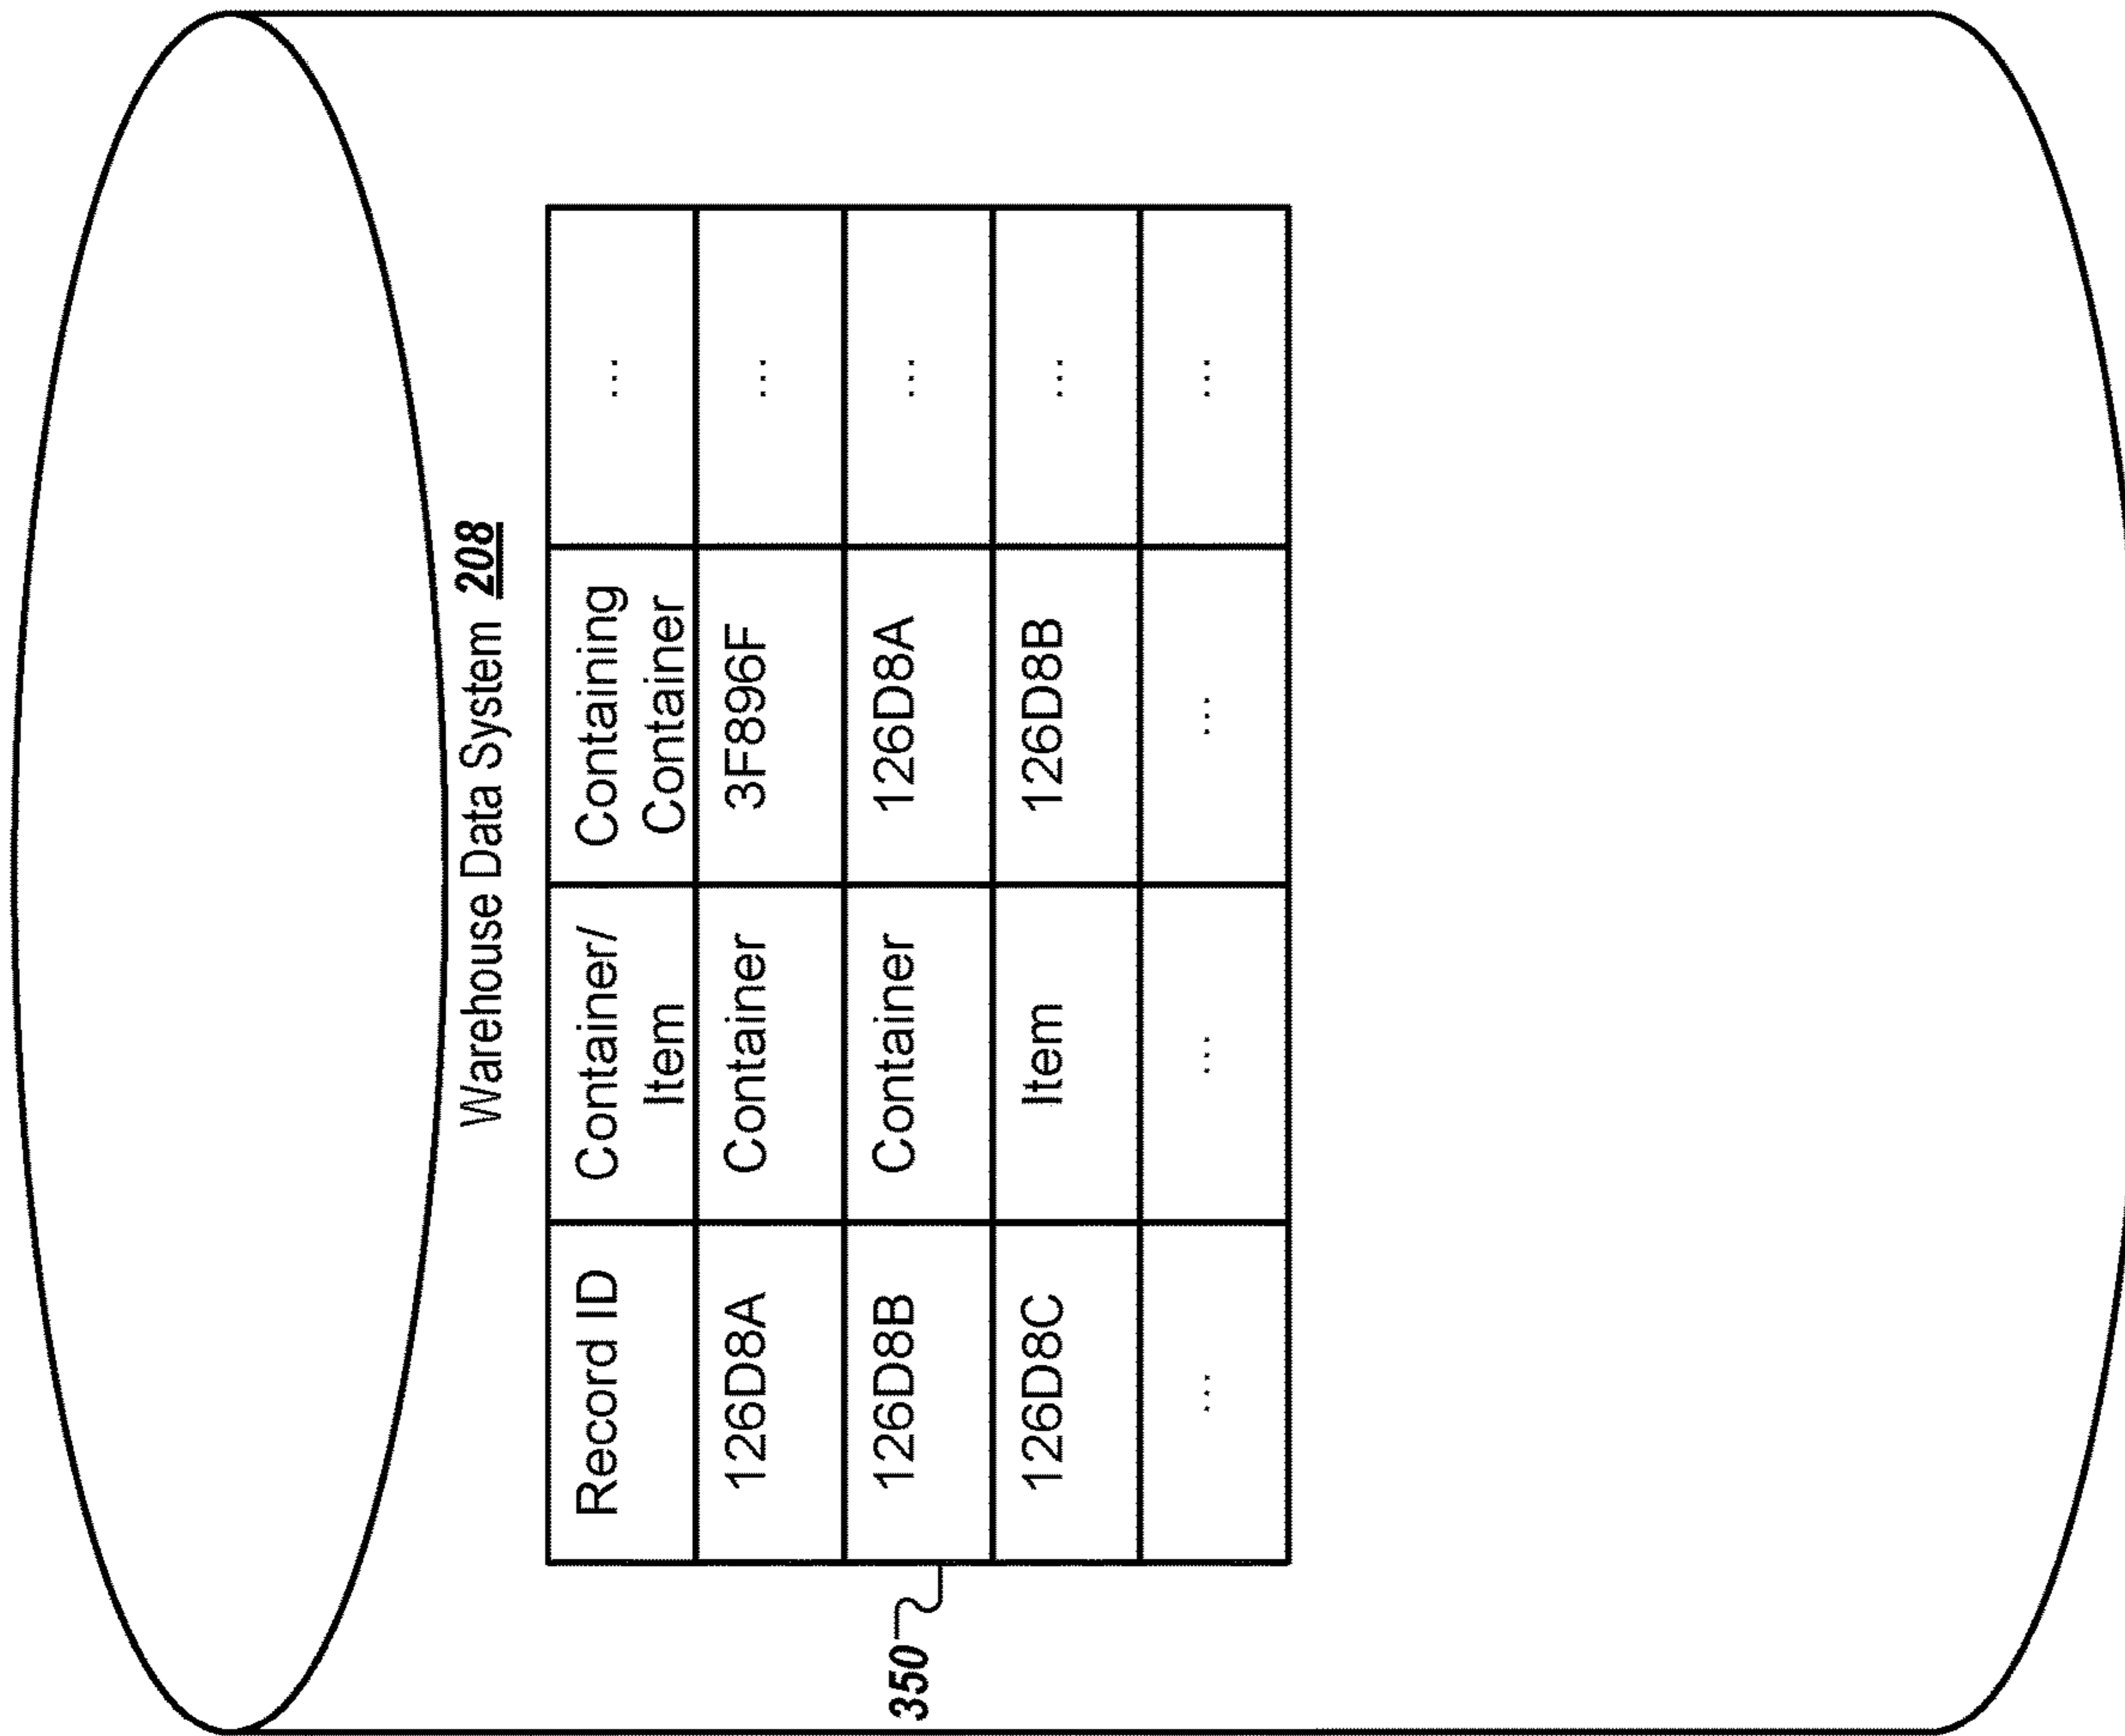 Warehouse Data System 208
Record ID Container/ Containing ...
Item Container
126D8A Container 3F896F ...
126D8B Container 126D8A ...
126D8C Item 126D8B ...
... ... ... ...
350